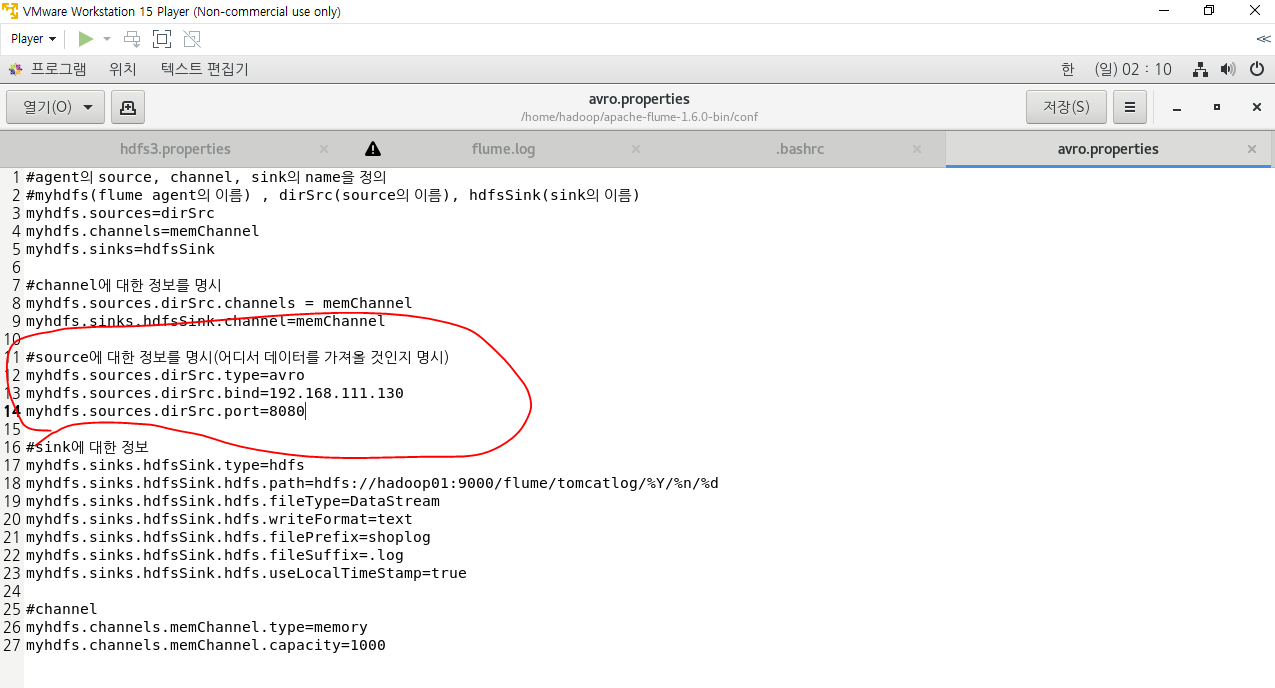 VMware Workstation 15 Player (Non-commercial use only)
Player
프로그램 위치 텍스트 편집기 한 (일) 02 : 10
열기(O) avro.properties 저장(S)
/home/hadoop/apache-flume-1.6.0-bin/conf
hdfs3.properties flume.log .bashrc avro.properties
1 #agent의 source, channel, sink의 name을 정의
2 #myhdfs(flume agent의 이름) , dirSrc(source의 이름), hdfsSink(sink의 이름)
3 myhdfs.sources=dirSrc
4 myhdfs.channels=memChannel
5 myhdfs.sinks=hdfsSink
6
7 #channel에 대한 정보를 명시
8 myhdfs.sources.dirSrc.channels = memChannel
9 myhdfs.sinks.hdfsSink.channel=memChannel
10
11 #source에 대한 정보를 명시(어디서 데이터를 가져올 것인지 명시)
12 myhdfs.sources.dirSrc.type=avro
13 myhdfs.sources.dirSrc.bind=192.168.111.130
14 myhdfs.sources.dirSrc.port=8080
15
16 #sink에 대한 정보
17 myhdfs.sinks.hdfsSink.type=hdfs
18 myhdfs.sinks.hdfsSink.hdfs.path=hdfs://hadoop01:9000/flume/tomcatlog/%Y/%n/%d
19 myhdfs.sinks.hdfsSink.hdfs.fileType=DataStream
20 myhdfs.sinks.hdfsSink.hdfs.writeFormat=text
21 myhdfs.sinks.hdfsSink.hdfs.filePrefix=shoplog
22 myhdfs.sinks.hdfsSink.hdfs.fileSuffix=.log
23 myhdfs.sinks.hdfsSink.hdfs.useLocalTimeStamp=true
24
25 #channel
26 myhdfs.channels.memChannel.type=memory
27 myhdfs.channels.memChannel.capacity=1000